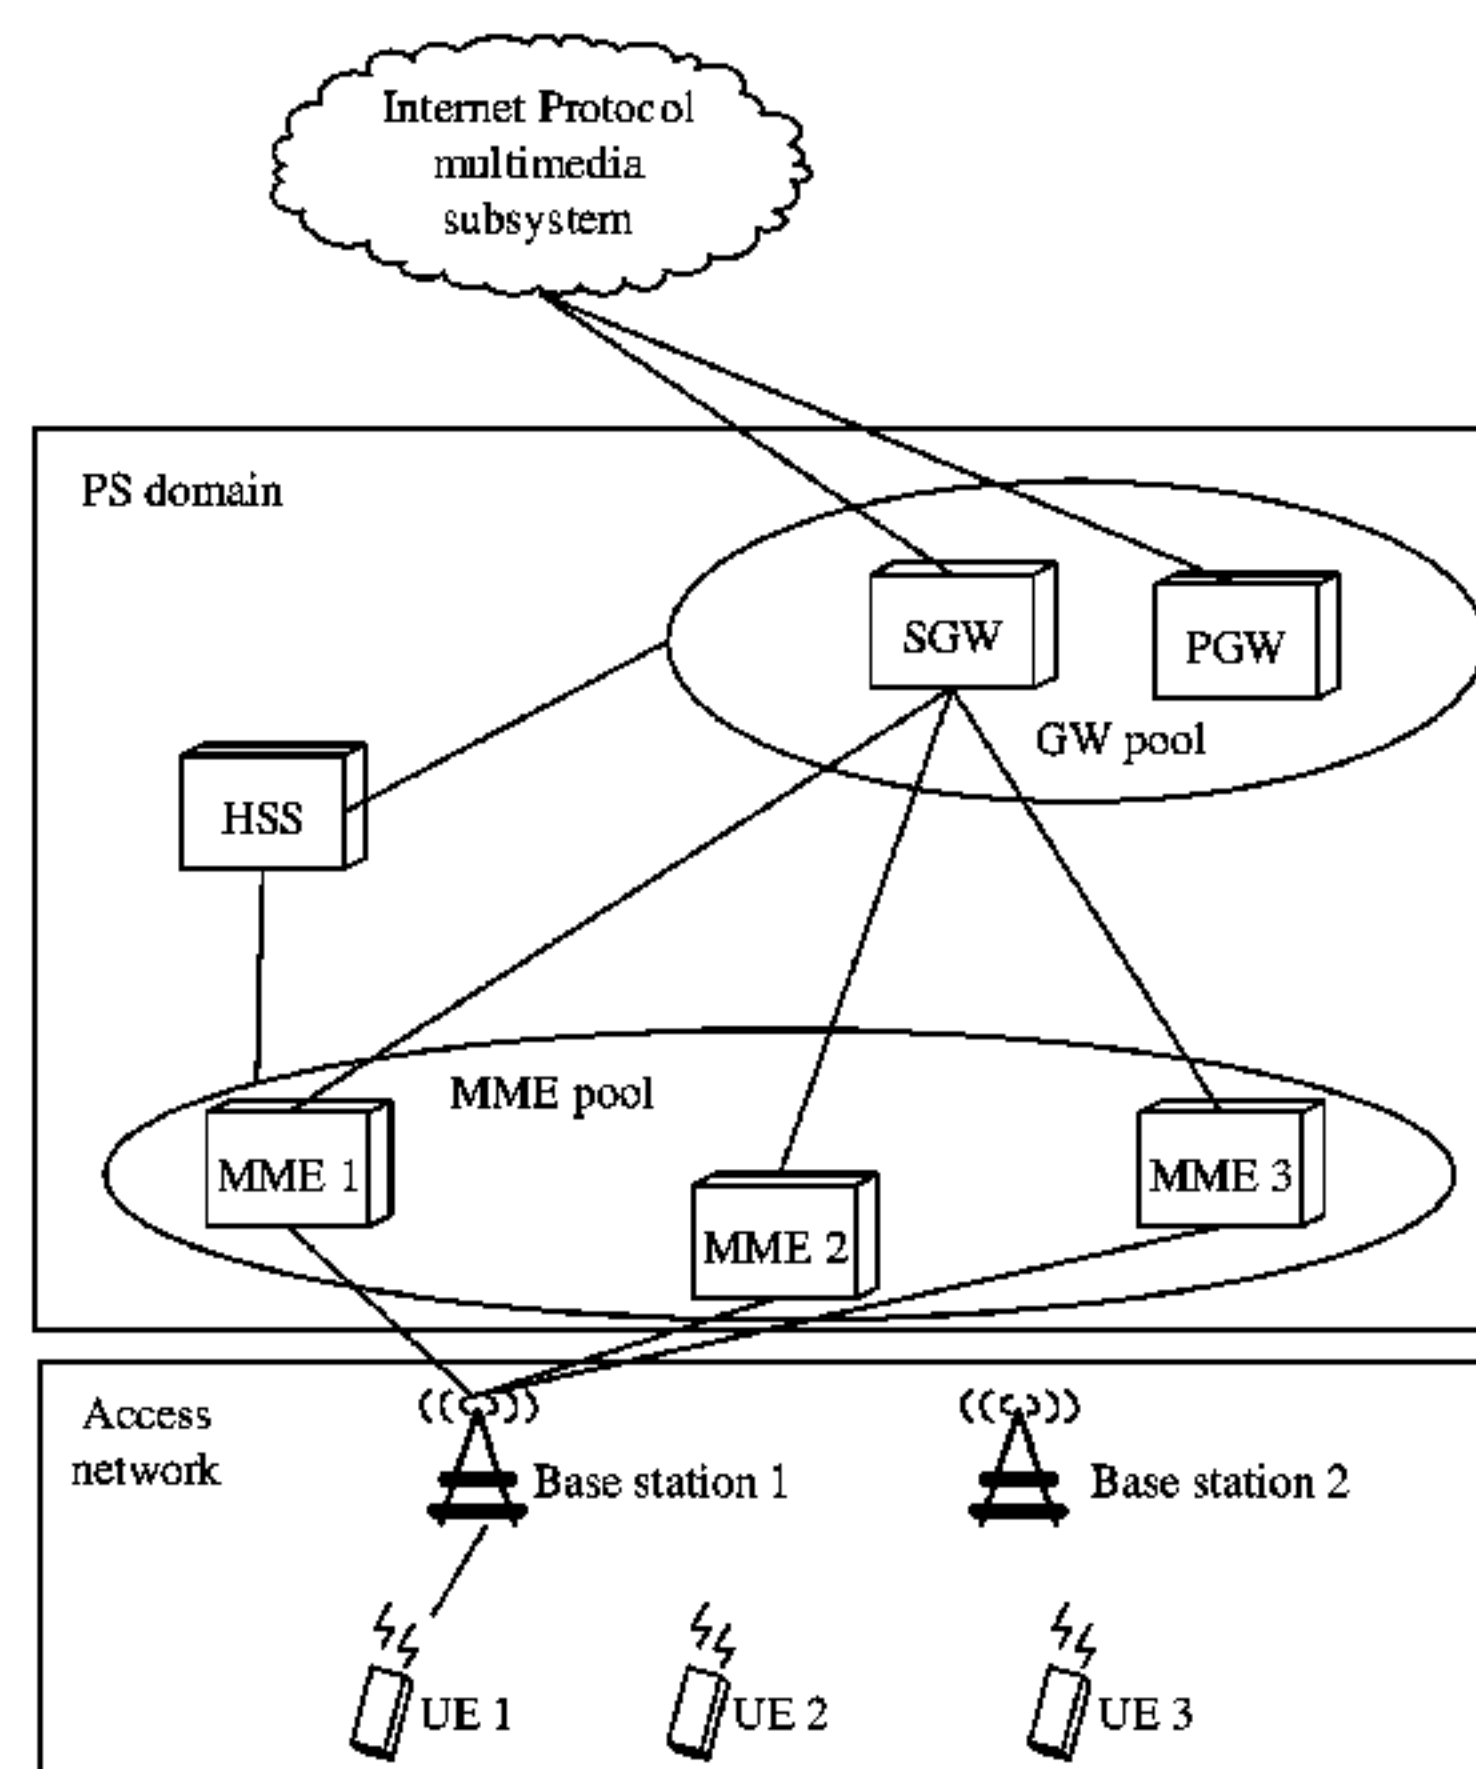 Internet Protocol
multimedia
subsystem
PS domain
SGW
PGW
GW pool
HSS
MME pool
MME 1
MME 2
MME 3
Access
network
Base station 1
Base station 2
UE 1
UE 2
UE 3